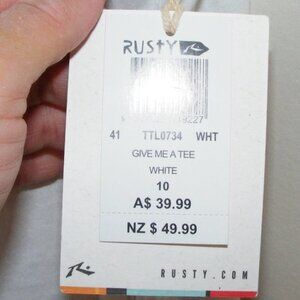 RUSTY
41 TTL0734 WHT
GIVE ME A TEE
WHITE
10
A$ 39.99
NZ $ 49.99
RUSTY.COM